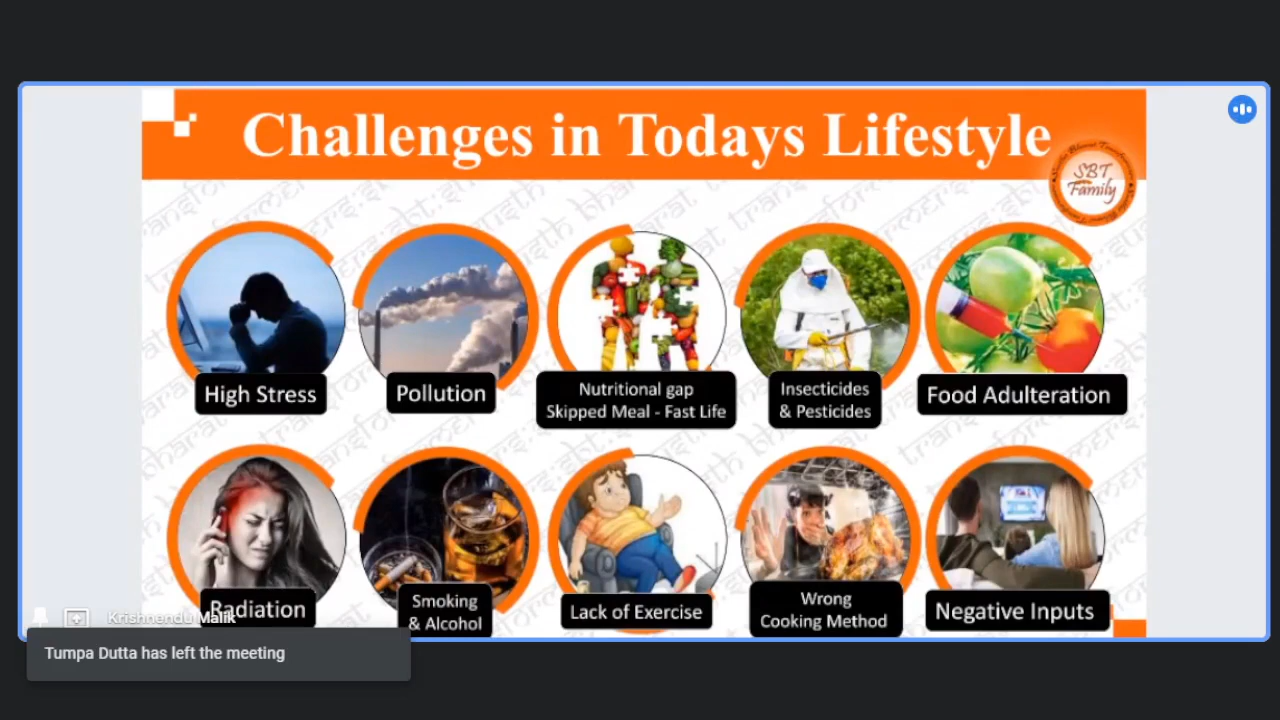 Challenges in Todays Lifestyle
SBT
Family
High Stress
Pollution
Nutritional gap
Skipped Meal - Fast Life
Insecticides
& Pesticides
Food Adulteration
Radiation
Smoking
& Alcohol
Lack of Exercise
Wrong
Cooking Method
Negative Inputs
Krishnendu Malik
Tumpa Dutta has left the meeting